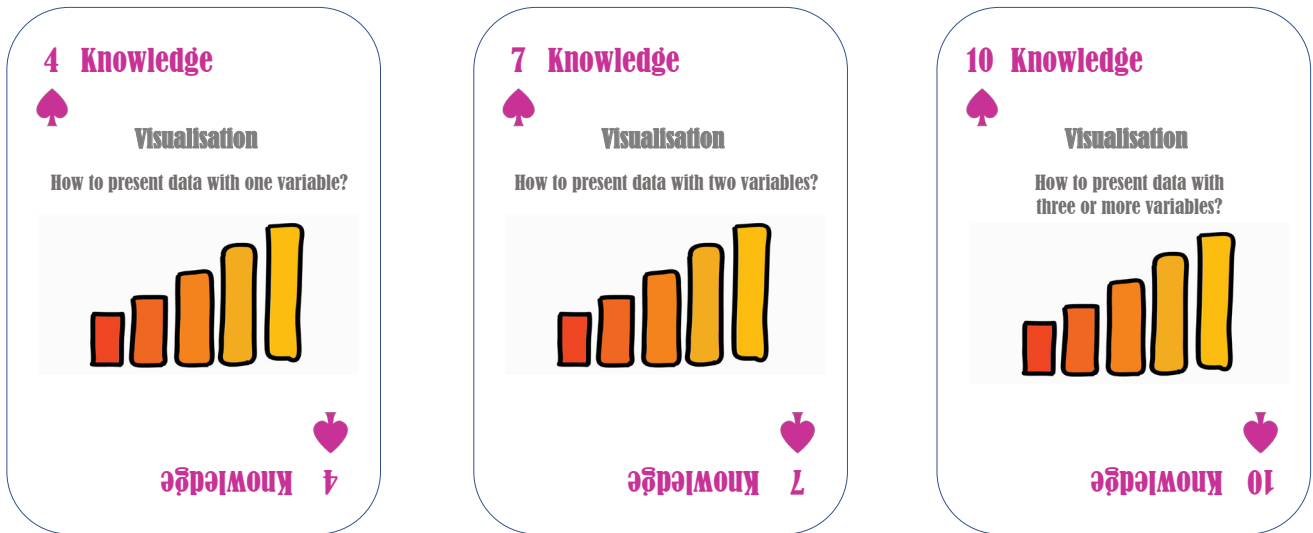 4 Knowledge
Visualisation
How to present data with one variable?
4 Knowledge
7 Knowledge
Visualisation
How to present data with two variables?
7 Knowledge
10 Knowledge
Visualisation
How to present data with
three or more variables?
10 Knowledge